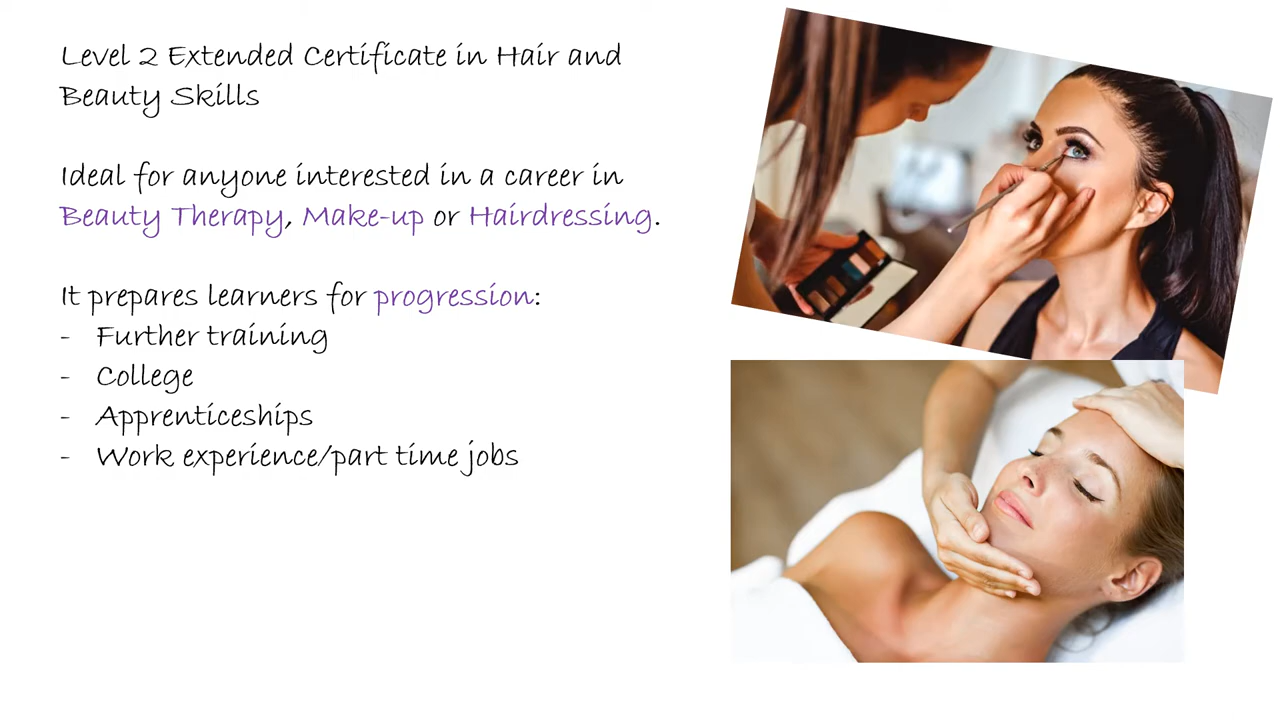 Level 2 Extended Certificate in Hair and
Beauty Skills
Ideal for anyone interested in a career in
Beauty Therapy, Make-up or Hairdressing.
It prepares learners for progression:
- Further training
- College
- Apprenticeships
- Work experience/part time jobs